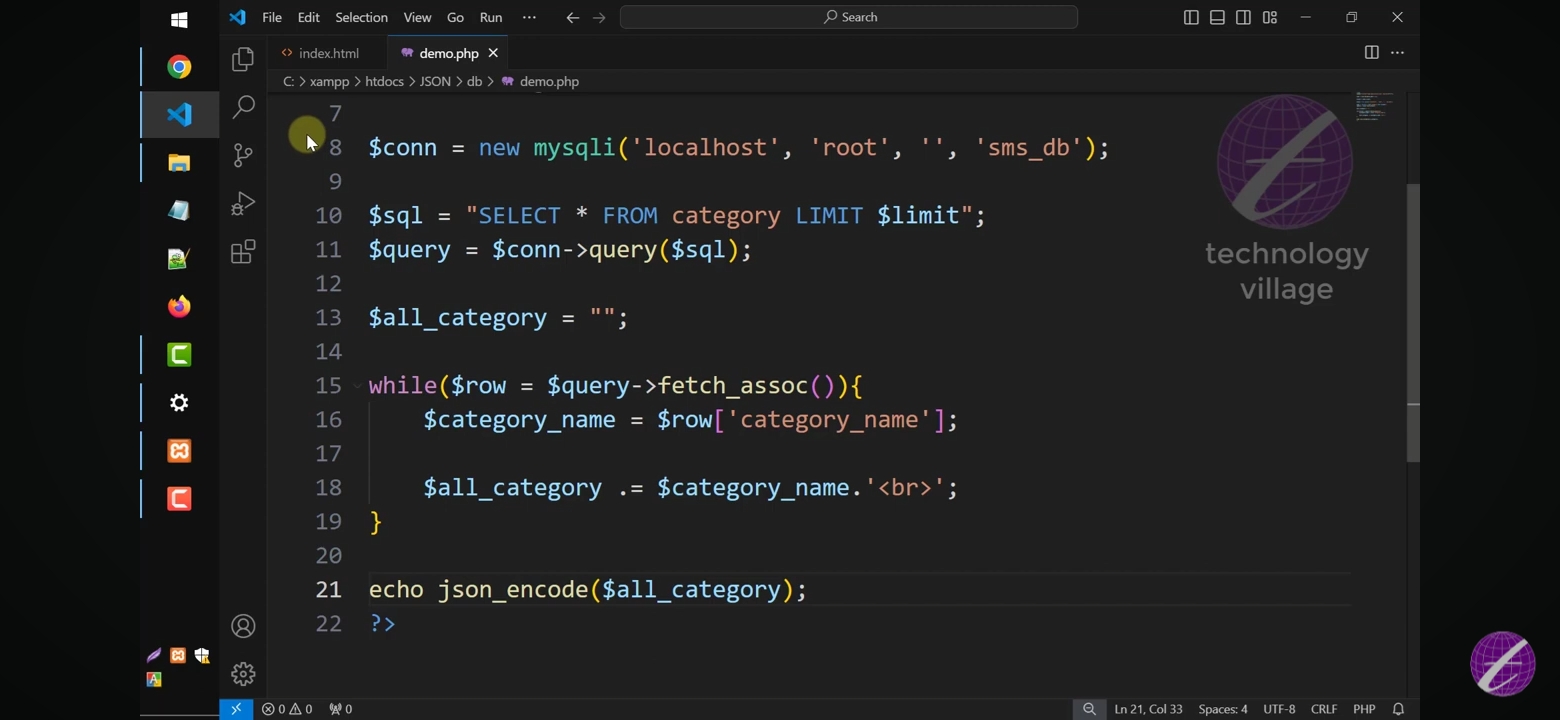 File Edit Selection View Go Run ··· Search
index.html demo.php
C: > xampp > htdocs > JSON > db > demo.php
7
8 $conn = new mysqli('localhost', 'root', '', 'sms_db');
9
10 $sql = "SELECT * FROM category LIMIT $limit";
11 $query = $conn->query($sql);
12
13 $all_category = "";
14
15 while($row = $query->fetch_assoc()){
16 $category_name = $row['category_name'];
17
18 $all_category .= $category_name.'<br>';
19 }
20
21 echo json_encode($all_category);
22 ?>
technology
village
0 0 0 Ln 21, Col 33 Spaces: 4 UTF-8 CRLF PHP